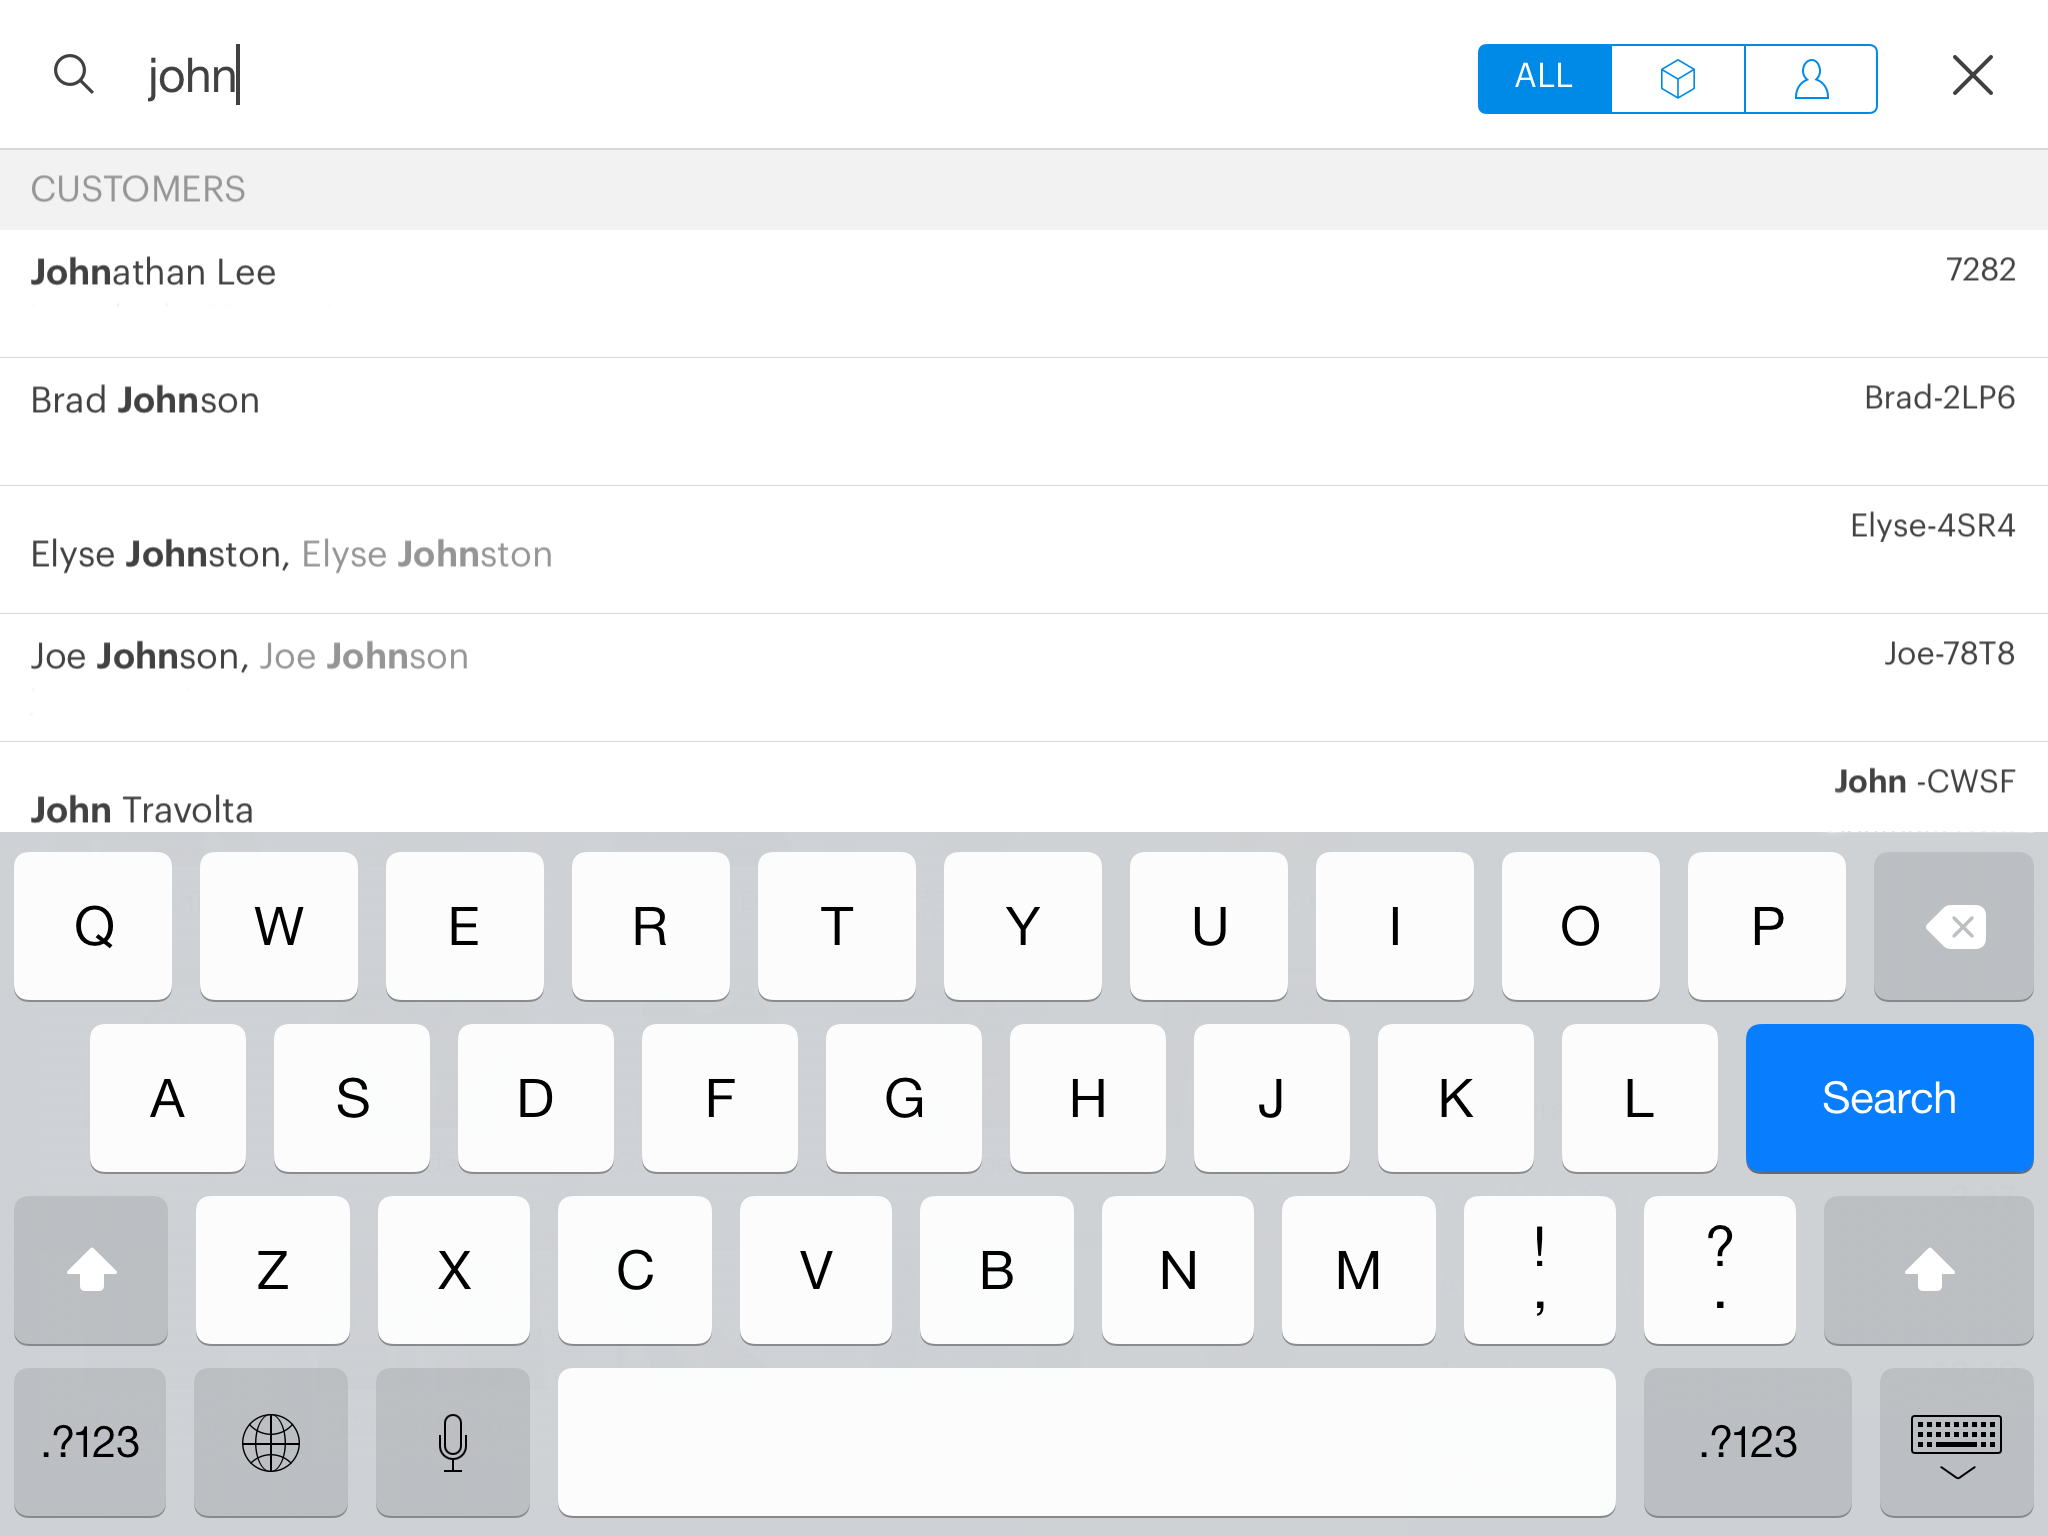 john
ALL
CUSTOMERS
Johnathan Lee 7282
Brad Johnson Brad-2LP6
Elyse Johnston, Elyse Johnston Elyse-4SR4
Joe Johnson, Joe Johnson Joe-78T8
John Travolta John -CWSF
Q W E R T Y U I O P
A S D F G H J K L Search
Z X C V B N M ! , ? .
.?123 .?123